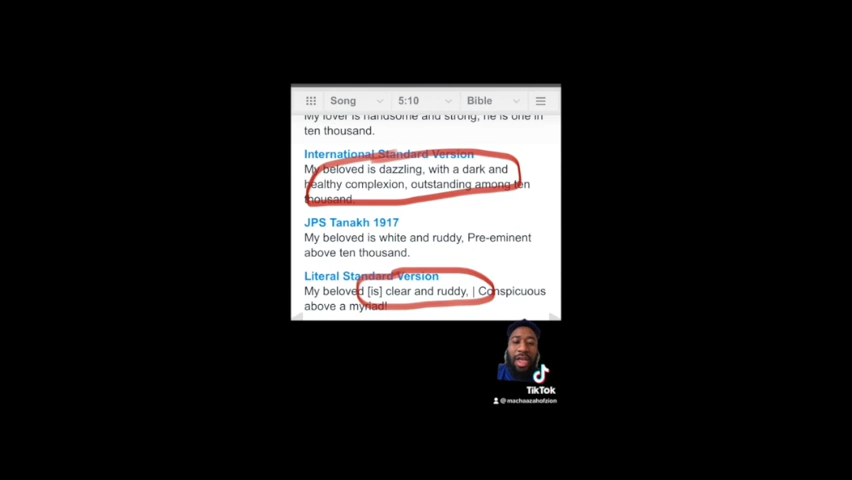 Song 5:10 Bible
My lover is handsome and strong; he is one in
ten thousand.
International Standard Version
My beloved is dazzling, with a dark and
healthy complexion, outstanding among ten
thousand.
JPS Tanakh 1917
My beloved is white and ruddy, Pre-eminent
above ten thousand.
Literal Standard Version
My beloved [is] clear and ruddy, | Conspicuous
above a myriad!
TikTok
@machaazahofzion